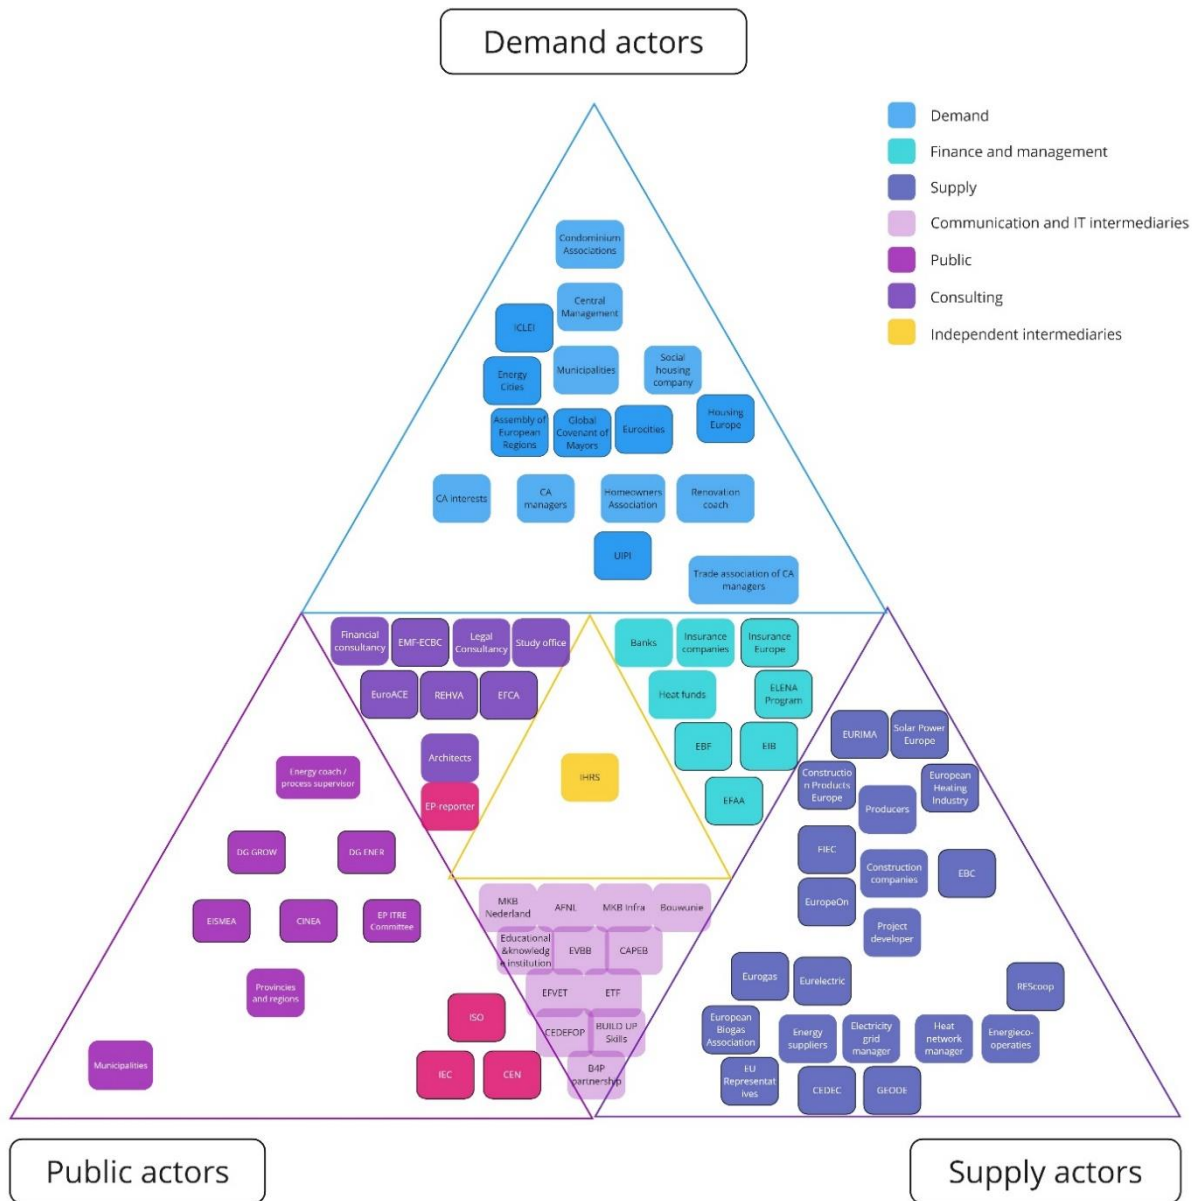 Demand actors
Demand
Finance and management
Supply
Communication and IT intermediaries
Public
Consulting
Independent intermediaries
Condominium
Associations
Central
Management
ICLEI
Energy
Cities
Municipalities
Social
housing
company
Assembly of
European
Regions
Global
Covenant of
Mayors
Eurocities
Housing
Europe
CA interests
CA
managers
Homeowners
Association
Renovation
coach
UIPI
Trade association of CA
managers
Financial
consultancy
EMF-ECBC
Legal
Consultancy
Study office
EuroACE
REHVA
EFCA
Architects
EP-reporter
Banks
Insurance
companies
Insurance
Europe
Heat funds
ELENA
Program
EBF
EIB
EFAA
IHRS
Energy coach /
process supervisor
DG GROW
DG ENER
EISMEA
CINEA
EP ITRE
Committee
Provincies
and regions
Municipalities
ISO
IEC
CEN
MKB
Nederland
AFNL
MKB Infra
Bouwunie
Educational
&knowledg
e institution
EVBB
CAPEB
EFVET
ETF
CEDEFOP
BUILD UP
Skills
B4P
partnership
EURIMA
Solar Power
Europe
Constructio
n Products
Europe
Producers
European
Heating
Industry
FIEC
Construction
companies
EBC
EuropeOn
Project
developer
Eurogas
Eurelectric
REScoop
European
Biogas
Association
Energy
suppliers
Electricity
grid
manager
Heat
network
manager
Energieco-
operaties
EU
Representat
ives
CEDEC
GEODE
Public actors
Supply actors